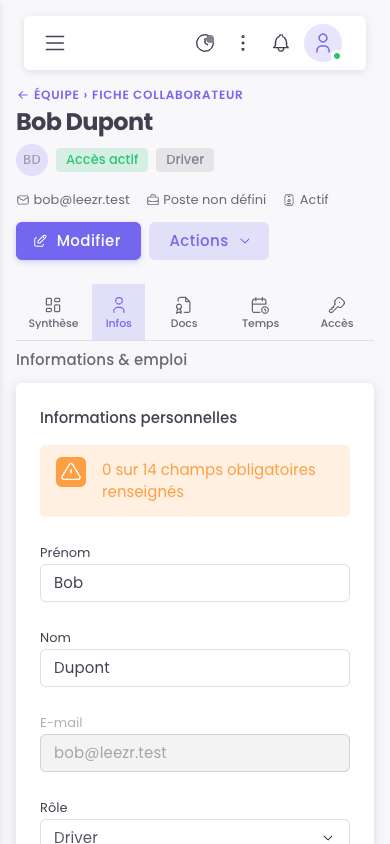 ← ÉQUIPE › FICHE COLLABORATEUR
Bob Dupont
BD Accès actif Driver
bob@leezr.test Poste non défini Actif
Modifier Actions
Synthèse Infos Docs Temps Accès
Informations & emploi
Informations personnelles
0 sur 14 champs obligatoires
renseignés
Prénom
Bob
Nom
Dupont
E-mail
bob@leezr.test
Rôle
Driver